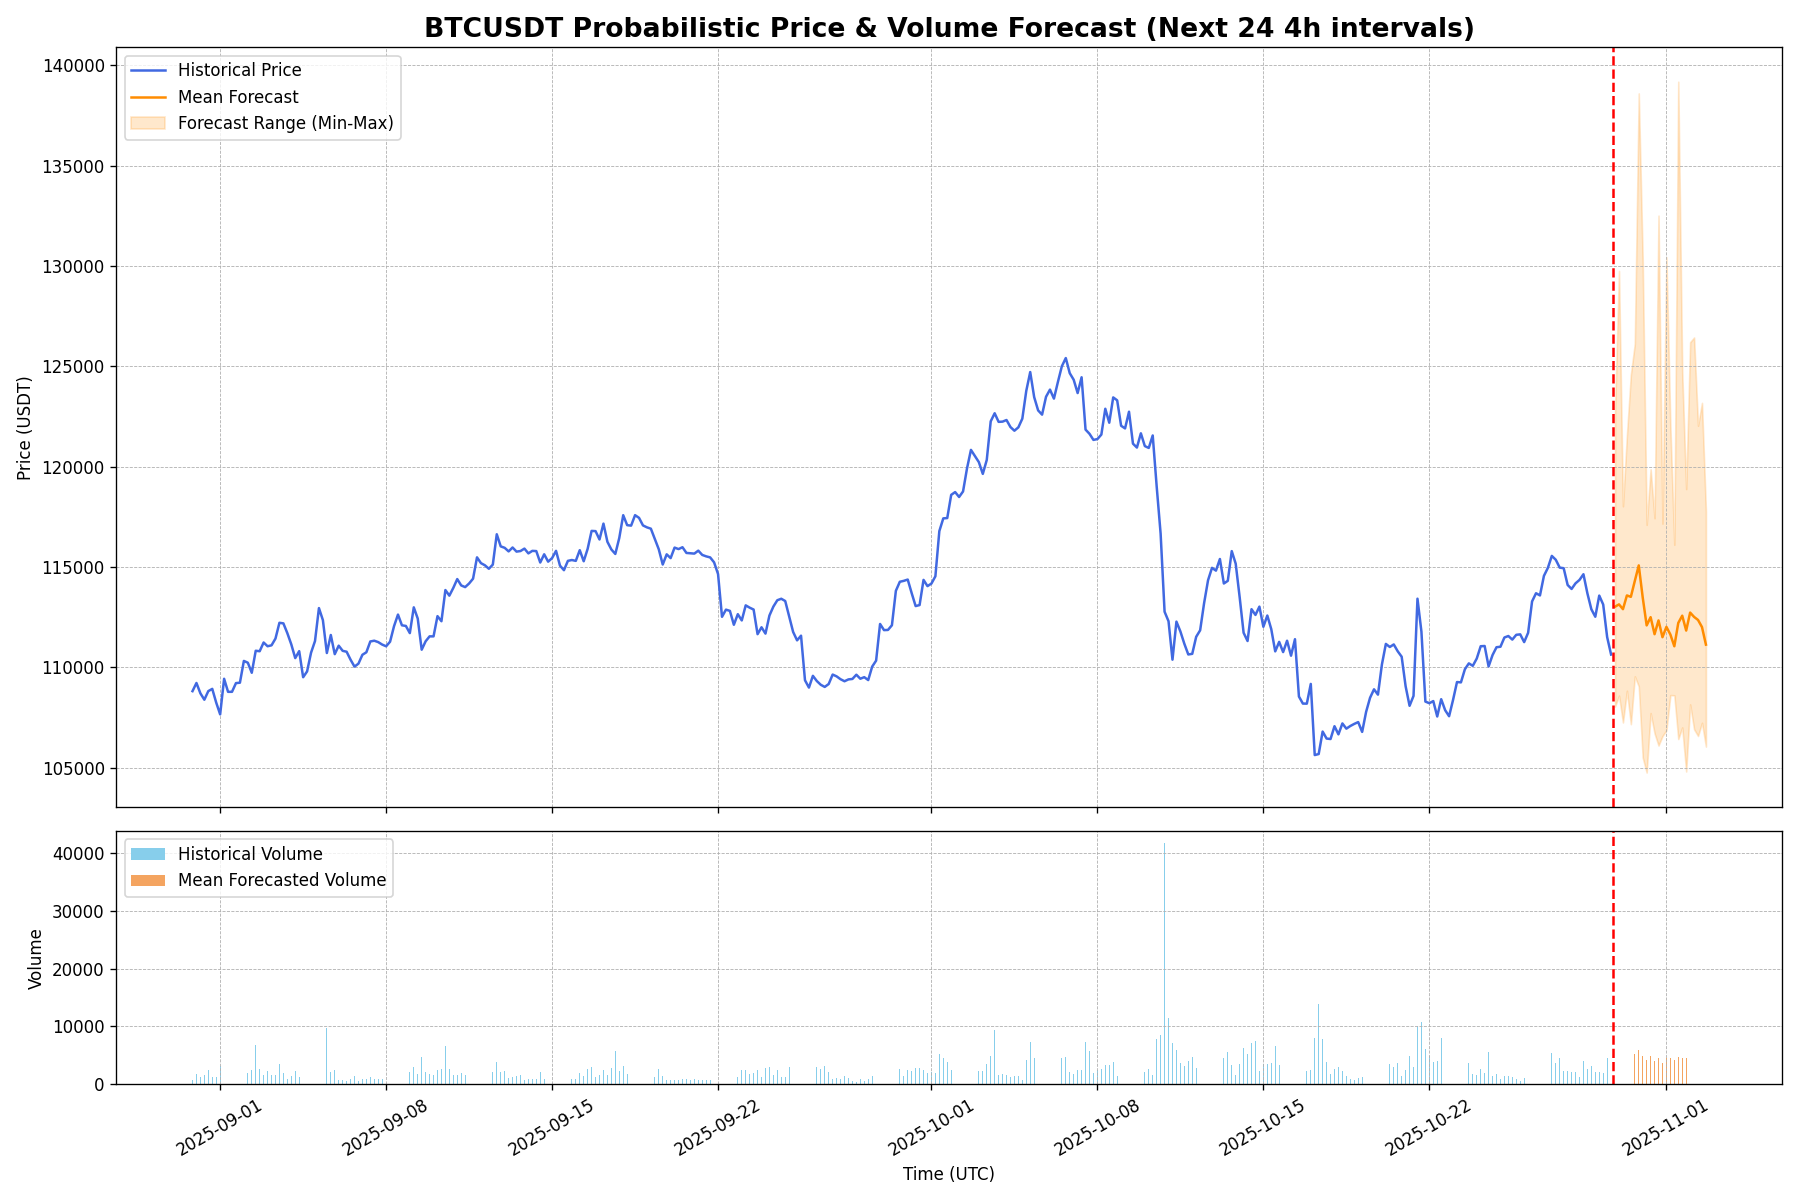 BTCUSDT Probabilistic Price & Volume Forecast (Next 24 4h intervals)
140000
135000
130000
125000
120000
115000
110000
105000
Price (USDT)
Historical Price
Mean Forecast
Forecast Range (Min-Max)
40000
30000
20000
10000
0
Volume
Historical Volume
Mean Forecasted Volume
2025-09-01
2025-09-08
2025-09-15
2025-09-22
2025-10-01
2025-10-08
2025-10-15
2025-10-22
2025-11-01
Time (UTC)